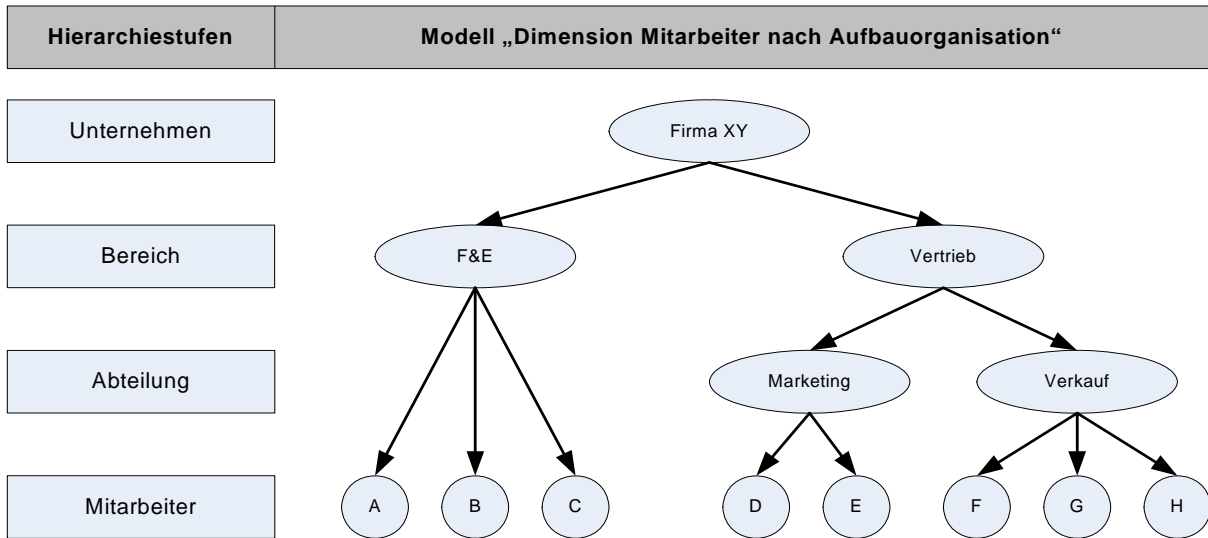 Hierarchiestufen
Modell „Dimension Mitarbeiter nach Aufbauorganisation“
Unternehmen
Firma XY
Bereich
F&E
Vertrieb
Abteilung
Marketing
Verkauf
Mitarbeiter
A
B
C
D
E
F
G
H